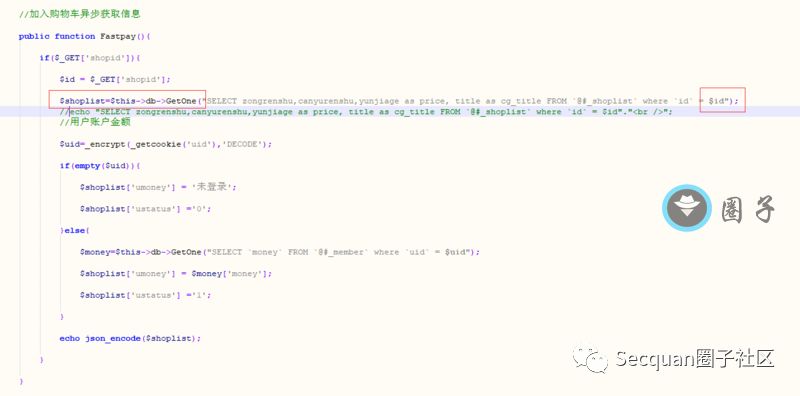 //加入购物车异步获取信息
public function Fastpay(){
if($_GET['shopid']){
$id = $_GET['shopid'];
$shoplist=$this->db->GetOne("SELECT zongrenshu,canyurenshu,yunjiage as price, title as cg_title FROM `@#_shoplist` where `id` = $id");
//echo "SELECT zongrenshu,canyurenshu,yunjiage as price, title as cg_title FROM `@#_shoplist` where `id` = $id"."<br />";
//用户账户金额
$uid=_encrypt(_getcookie('uid'),'DECODE');
if(empty($uid)){
$shoplist['umoney'] = '未登录';
$shoplist['ustatus'] ='0';
}else{
$money=$this->db->GetOne("SELECT `money` FROM `@#_member` where `uid` = $uid");
$shoplist['umoney'] = $money['money'];
$shoplist['ustatus'] ='1';
}
echo json_encode($shoplist);
}
}
圈子
Secquan圈子社区